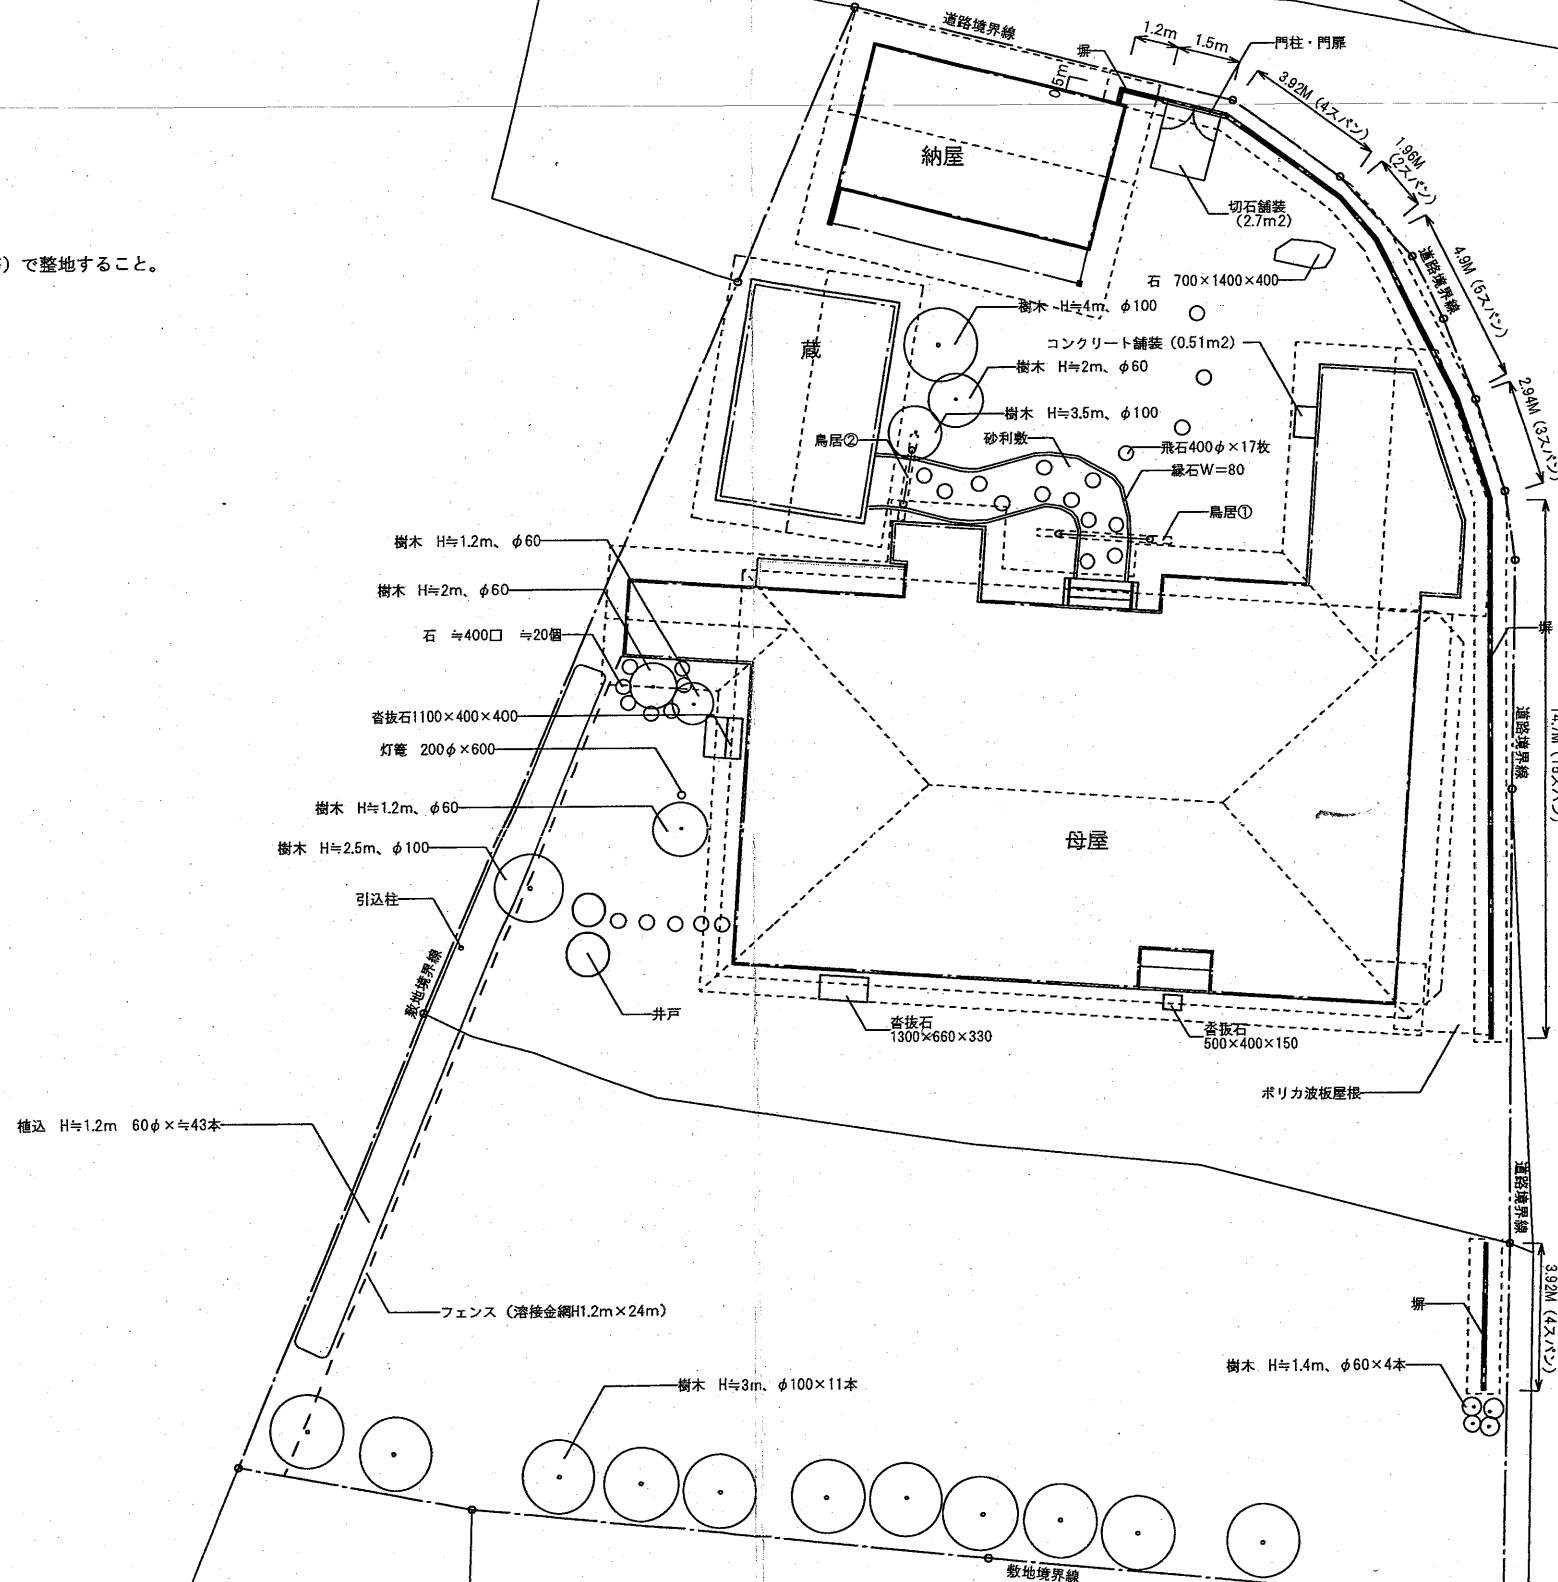 道路境界線
塀
1.2m
1.5m
門柱・門扉
0.5m
3.92M (4スパン)
1.96M
(2スパン)
納屋
切石舗装
(2.7m2)
）で整地すること。
石　700×1400×400
道路境界線
4.9M (5スパン)
樹木　H≒4m、φ100
コンクリート舗装 (0.51m2)
蔵
樹木　H≒2m、φ60
2.94M (3スパン)
樹木　H≒3.5m、φ100
鳥居②
砂利敷
飛石400φ×17枚
縁石W=80
鳥居①
樹木　H≒1.2m、φ60
樹木　H≒2m、φ60
石　≒400口　≒20個
塀
沓抜石1100×400×400
道路境界線
灯篭　200φ×600
樹木　H≒1.2m、φ60
樹木　H≒2.5m、φ100
母屋
引込柱
敷地境界線
井戸
沓抜石
1300×660×330
沓抜石
500×400×150
ポリカ波板屋根
植込　H≒1.2m　60φ×≒43本
道路境界線
フェンス（溶接金網H1.2m×24m）
塀
3.92M (4スパン)
樹木　H≒1.4m、φ60×4本
樹木　H≒3m、φ100×11本
敷地境界線